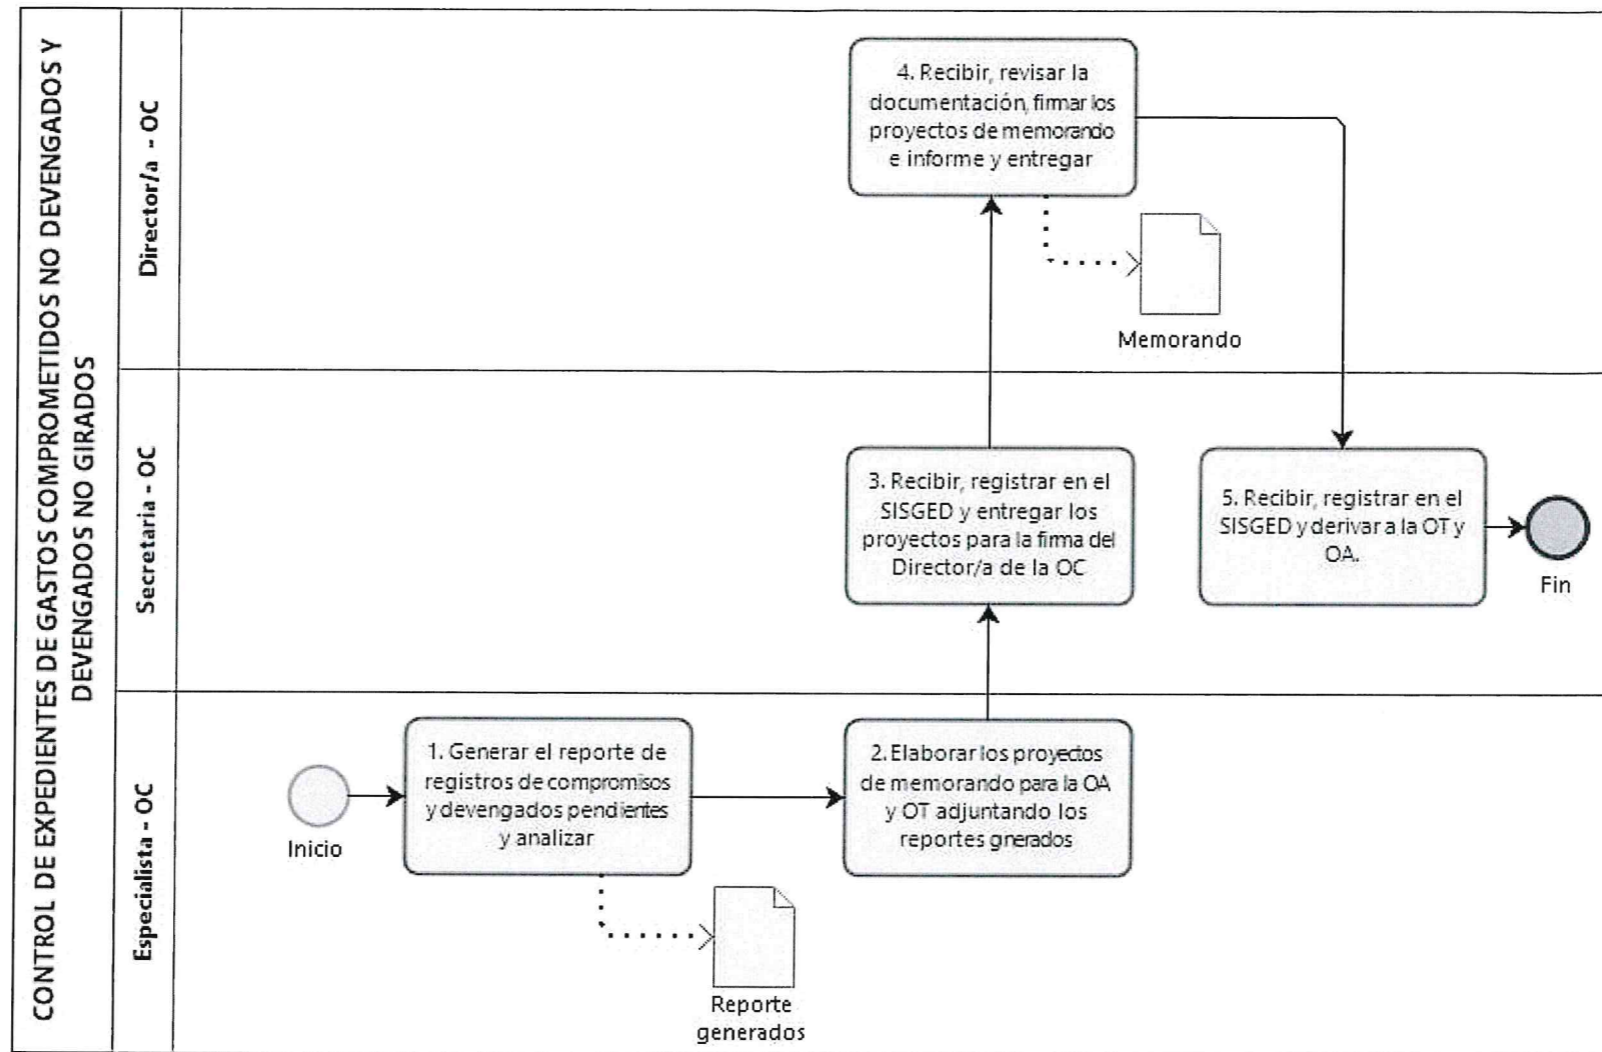 CONTROL DE EXPEDIENTES DE GASTOS COMPROMETIDOS NO DEVENGADOS Y
DEVENGADOS NO GIRADOS
Director/a - OC
4. Recibir, revisar la
documentación, firmar los
proyectos de memorando
e informe y entregar
Memorando
Secretaria - OC
3. Recibir, registrar en el
SISGED y entregar los
proyectos para la firma del
Director/a de la OC
5. Recibir, registrar en el
SISGED y derivar a la OT y
OA.
Fin
Especialista - OC
Inicio
1. Generar el reporte de
registros de compromisos
y devengados pendientes
y analizar
2. Elaborar los proyectos
de memorando para la OA
y OT adjuntando los
reportes gnerados
Reporte
generados